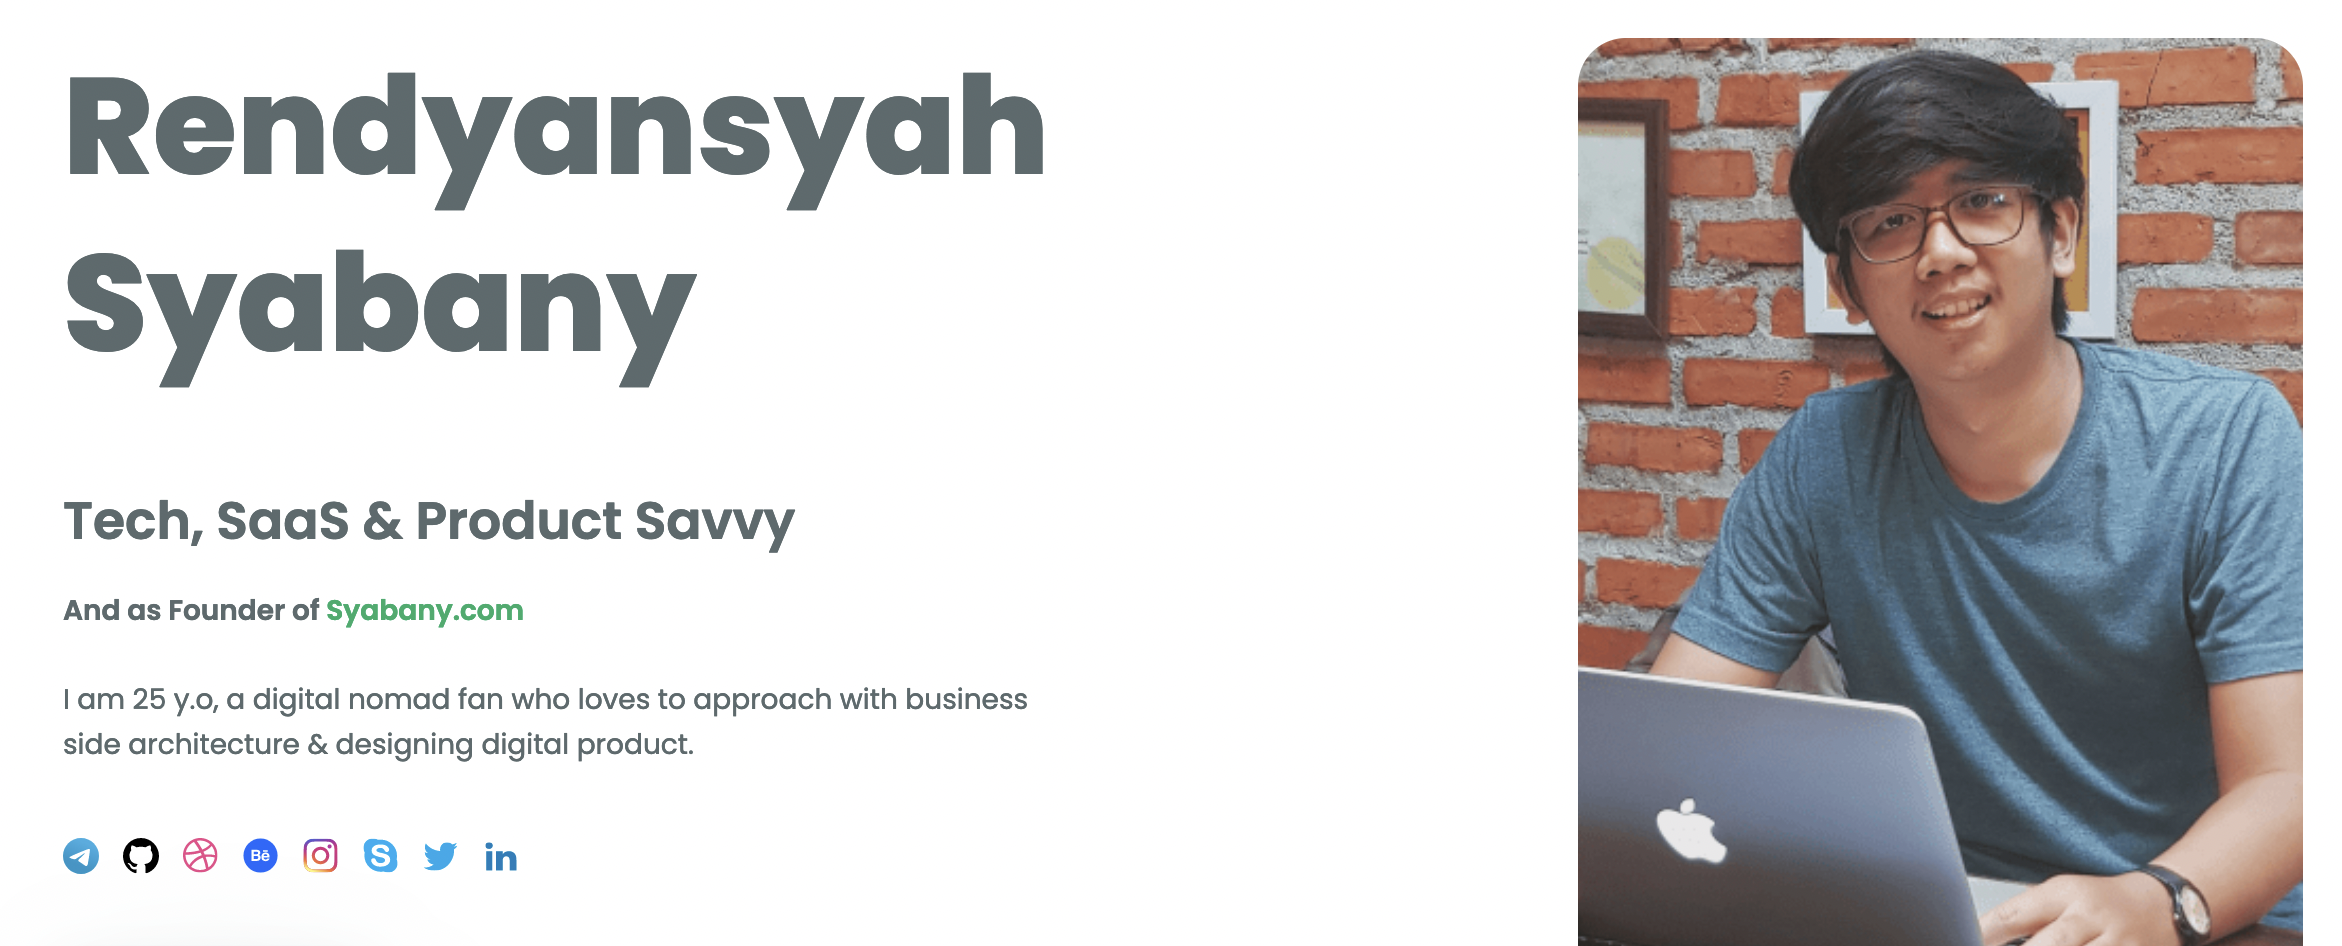 Rendyansyah
Syabany
Tech, SaaS & Product Savvy
And as Founder of Syabany.com
I am 25 y.o, a digital nomad fan who loves to approach with business
side architecture & designing digital product.
Bē
S
in